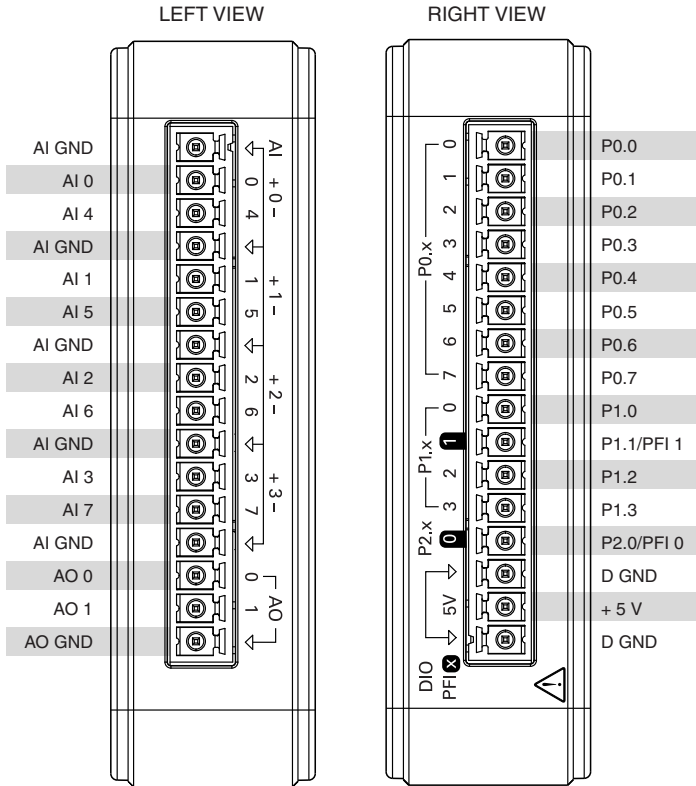 LEFT VIEW
AI GND
AI 0
AI 4
AI GND
AI 1
AI 5
AI GND
AI 2
AI 6
AI GND
AI 3
AI 7
AI GND
AO 0
AO 1
AO GND
AI
0 4
+ 0 -
1 5
+ 1 -
2 6
+ 2 -
3 7
+ 3 -
0 1
AO
RIGHT VIEW
P0.x
0 1 2 3 4 5 6 7
P1.x
0 1 2 3
P2.x
0
5V
DIO
PFI X
P0.0
P0.1
P0.2
P0.3
P0.4
P0.5
P0.6
P0.7
P1.0
P1.1/PFI 1
P1.2
P1.3
P2.0/PFI 0
D GND
+ 5 V
D GND